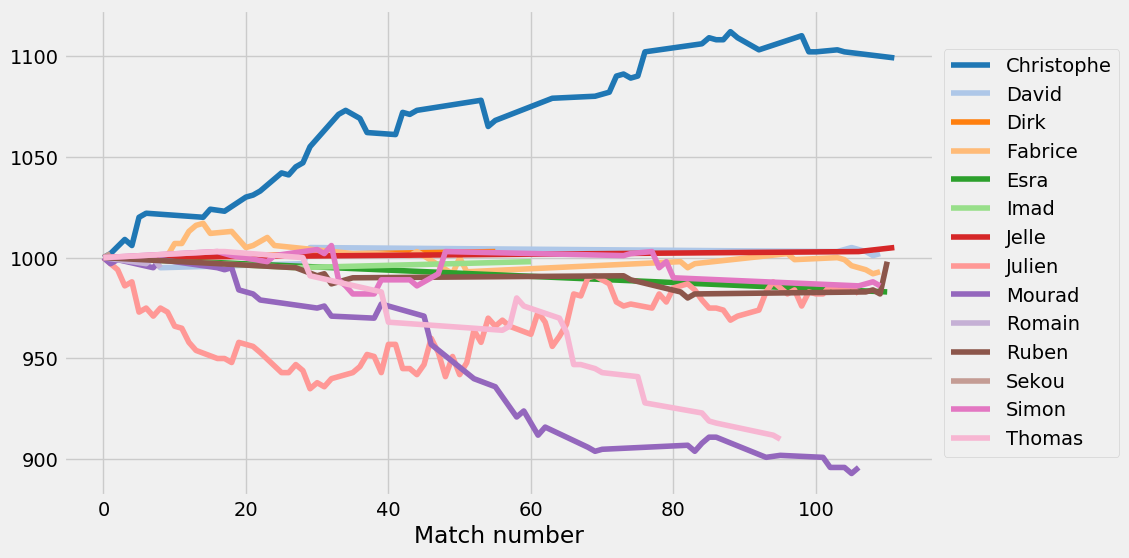 1100
1050
1000
950
900
0 20 40 60 80 100
Match number
Christophe
David
Dirk
Fabrice
Esra
Imad
Jelle
Julien
Mourad
Romain
Ruben
Sekou
Simon
Thomas